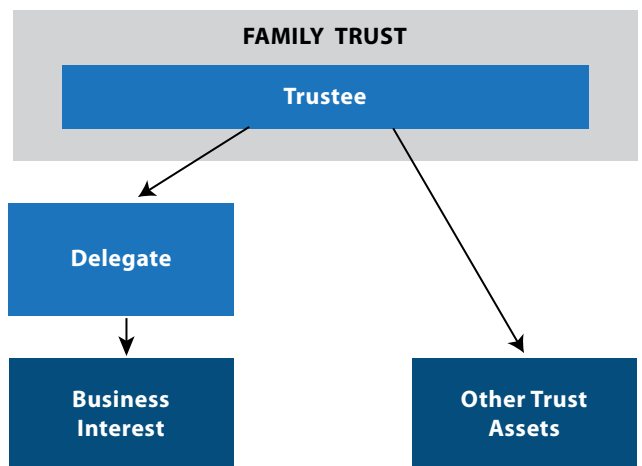 FAMILY TRUST
Trustee
Delegate
Business
Interest
Other Trust
Assets